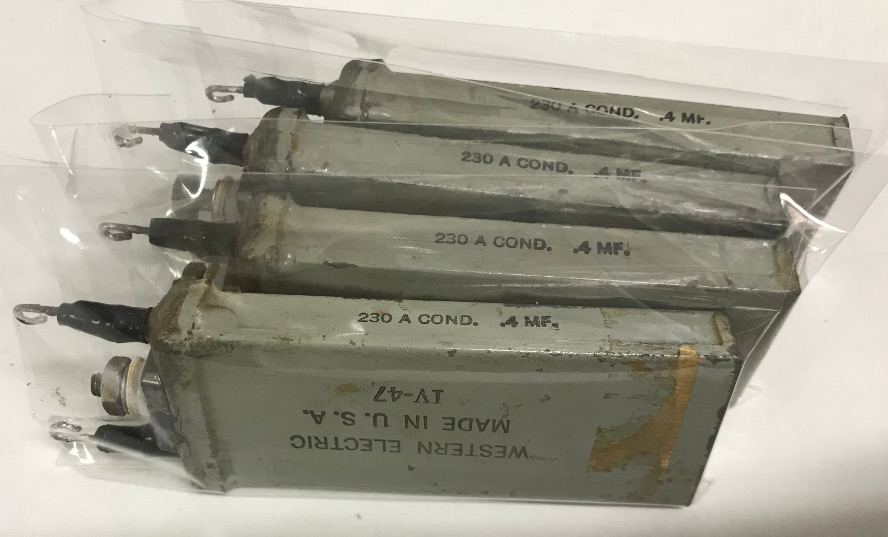 230 A COND. .4 MF.
230 A COND. .4 MF.
230 A COND. .4 MF.
230 A COND. .4 MF.
WESTERN ELECTRIC
MADE IN U.S.A.
IV-47